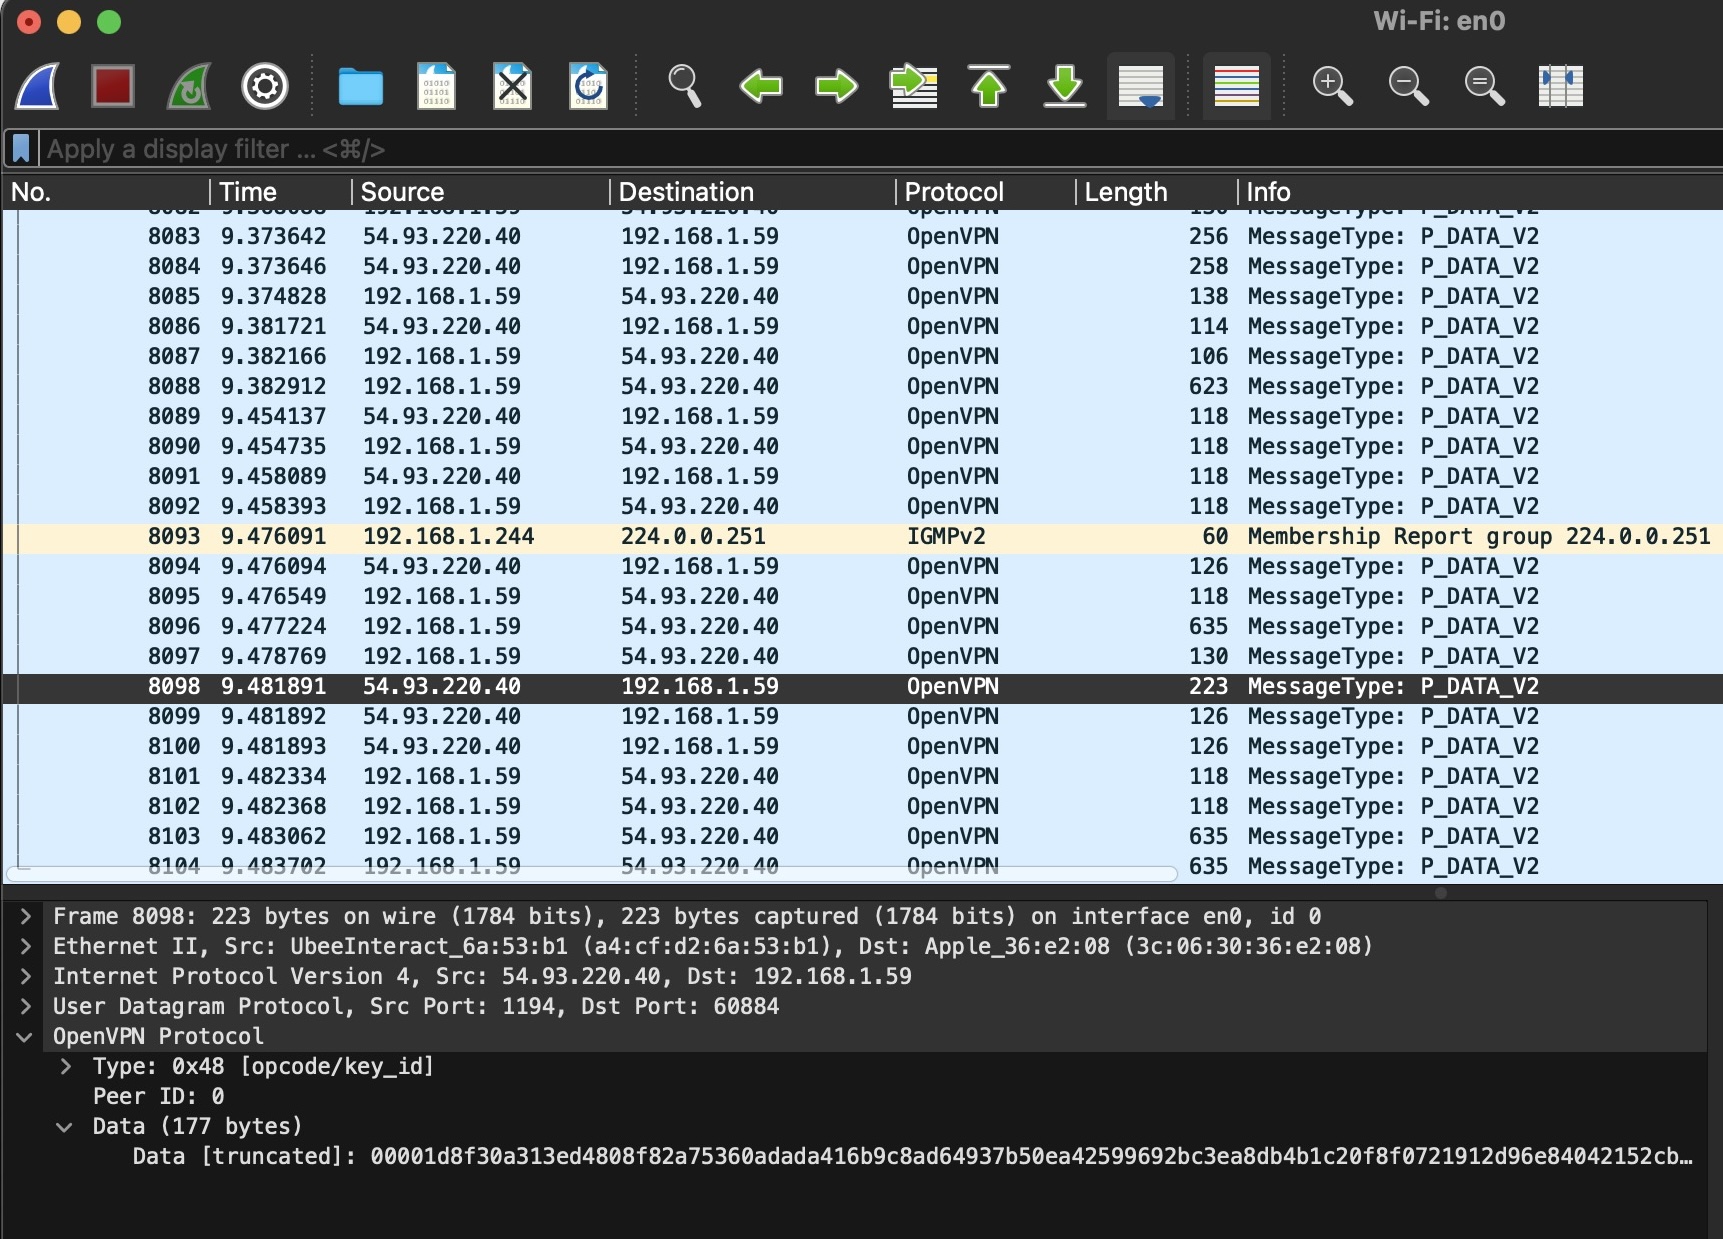 Wi-Fi: en0
Apply a display filter ... <⌘/>
No. Time Source Destination Protocol Length Info
8083 9.373642 54.93.220.40 192.168.1.59 OpenVPN 256 MessageType: P_DATA_V2
8084 9.373646 54.93.220.40 192.168.1.59 OpenVPN 258 MessageType: P_DATA_V2
8085 9.374828 192.168.1.59 54.93.220.40 OpenVPN 138 MessageType: P_DATA_V2
8086 9.381721 54.93.220.40 192.168.1.59 OpenVPN 114 MessageType: P_DATA_V2
8087 9.382166 192.168.1.59 54.93.220.40 OpenVPN 106 MessageType: P_DATA_V2
8088 9.382912 192.168.1.59 54.93.220.40 OpenVPN 623 MessageType: P_DATA_V2
8089 9.454137 54.93.220.40 192.168.1.59 OpenVPN 118 MessageType: P_DATA_V2
8090 9.454735 192.168.1.59 54.93.220.40 OpenVPN 118 MessageType: P_DATA_V2
8091 9.458089 54.93.220.40 192.168.1.59 OpenVPN 118 MessageType: P_DATA_V2
8092 9.458393 192.168.1.59 54.93.220.40 OpenVPN 118 MessageType: P_DATA_V2
8093 9.476091 192.168.1.244 224.0.0.251 IGMPv2 60 Membership Report group 224.0.0.251
8094 9.476094 54.93.220.40 192.168.1.59 OpenVPN 126 MessageType: P_DATA_V2
8095 9.476549 192.168.1.59 54.93.220.40 OpenVPN 118 MessageType: P_DATA_V2
8096 9.477224 192.168.1.59 54.93.220.40 OpenVPN 635 MessageType: P_DATA_V2
8097 9.478769 192.168.1.59 54.93.220.40 OpenVPN 130 MessageType: P_DATA_V2
8098 9.481891 54.93.220.40 192.168.1.59 OpenVPN 223 MessageType: P_DATA_V2
8099 9.481892 54.93.220.40 192.168.1.59 OpenVPN 126 MessageType: P_DATA_V2
8100 9.481893 54.93.220.40 192.168.1.59 OpenVPN 126 MessageType: P_DATA_V2
8101 9.482334 192.168.1.59 54.93.220.40 OpenVPN 118 MessageType: P_DATA_V2
8102 9.482368 192.168.1.59 54.93.220.40 OpenVPN 118 MessageType: P_DATA_V2
8103 9.483062 192.168.1.59 54.93.220.40 OpenVPN 635 MessageType: P_DATA_V2
8104 9.483702 192.168.1.59 54.93.220.40 OpenVPN 635 MessageType: P_DATA_V2
Frame 8098: 223 bytes on wire (1784 bits), 223 bytes captured (1784 bits) on interface en0, id 0
Ethernet II, Src: UbeeInteract_6a:53:b1 (a4:cf:d2:6a:53:b1), Dst: Apple_36:e2:08 (3c:06:30:36:e2:08)
Internet Protocol Version 4, Src: 54.93.220.40, Dst: 192.168.1.59
User Datagram Protocol, Src Port: 1194, Dst Port: 60884
OpenVPN Protocol
Type: 0x48 [opcode/key_id]
Peer ID: 0
Data (177 bytes)
Data [truncated]: 00001d8f30a313ed4808f82a75360adada416b9c8ad64937b50ea42599692bc3ea8db4b1c20f8f0721912d96e84042152cb…